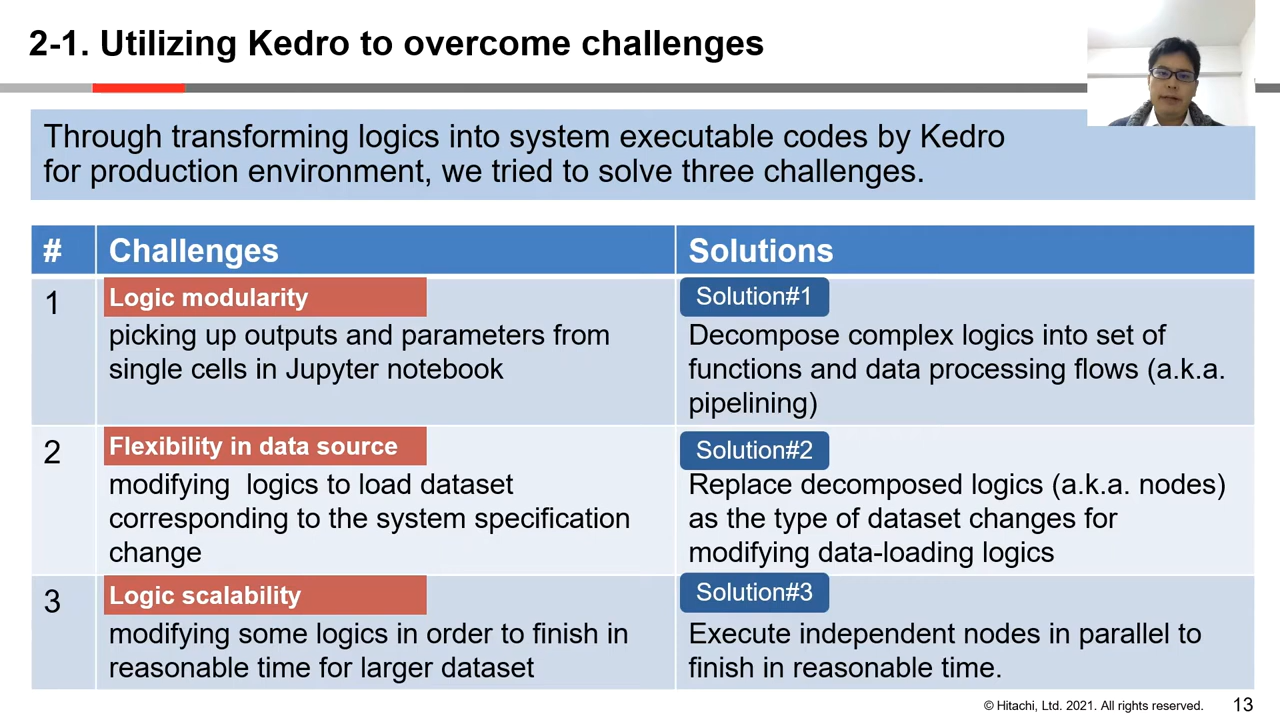 2-1. Utilizing Kedro to overcome challenges
Through transforming logics into system executable codes by Kedro
for production environment, we tried to solve three challenges.
# Challenges Solutions
1
Logic modularity
picking up outputs and parameters from
single cells in Jupyter notebook
Solution#1
Decompose complex logics into set of
functions and data processing flows (a.k.a.
pipelining)
2
Flexibility in data source
modifying  logics to load dataset
corresponding to the system specification
change
Solution#2
Replace decomposed logics (a.k.a. nodes)
as the type of dataset changes for
modifying data-loading logics
3
Logic scalability
modifying some logics in order to finish in
reasonable time for larger dataset
Solution#3
Execute independent nodes in parallel to
finish in reasonable time.
© Hitachi, Ltd. 2021. All rights reserved. 13